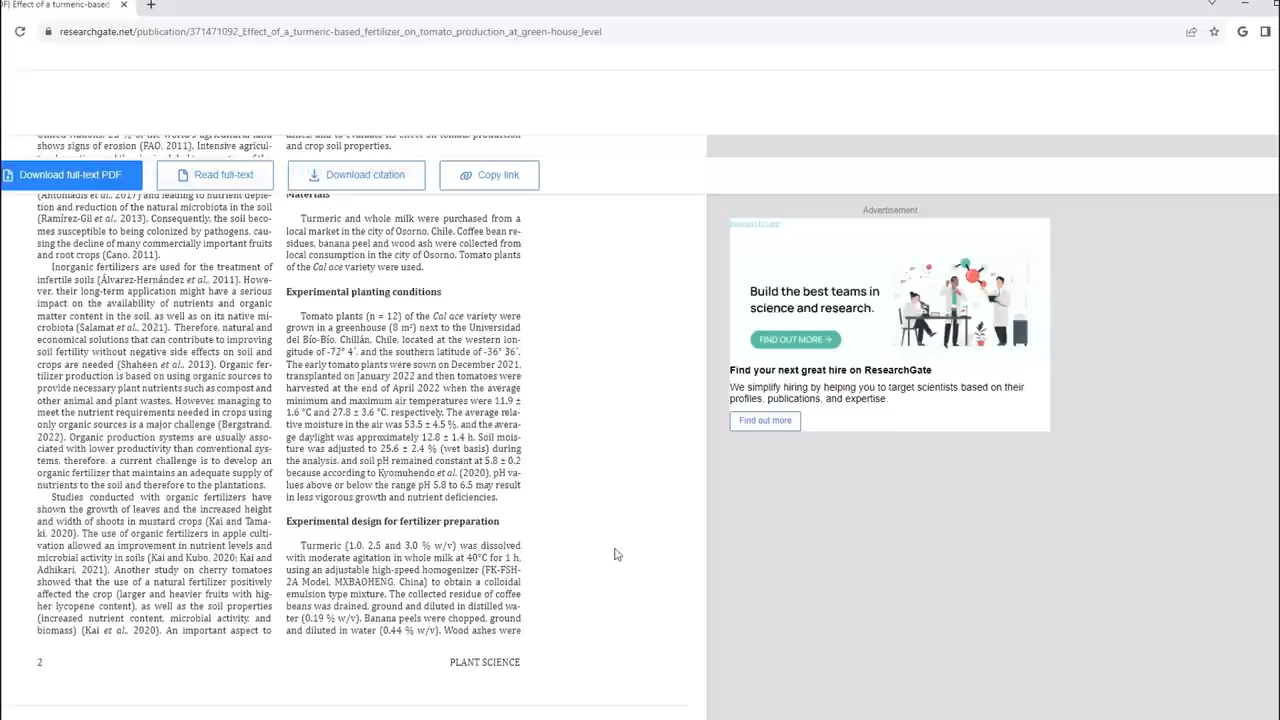 DF) Effect of a turmeric-based
researchgate.net/publication/371471092_Effect_of_a_turmeric-based_fertilizer_on_tomato_production_at_green-house_level
Download full-text PDF
Read full-text
Download citation
Copy link
shows signs of erosion (FAO, 2011). Intensive agricul-
(Antoniadis et al., 2017) and leading to nutrient deple-
tion and reduction of the natural microbiota in the soil
(Ramírez-Gil et al., 2013). Consequently, the soil beco-
mes susceptible to being colonized by pathogens, cau-
sing the decline of many commercially important fruits
and root crops (Cano, 2011).
Inorganic fertilizers are used for the treatment of
infertile soils (Álvarez-Hernández et al., 2011). Howe-
ver, their long-term application might have a serious
impact on the availability of nutrients and organic
matter content in the soil, as well as on its native mi-
crobiota (Salamat et al., 2021). Therefore, natural and
economical solutions that can contribute to improving
soil fertility without negative side effects on soil and
crops are needed (Shaheen et al., 2013). Organic fer-
tilizer production is based on using organic sources to
provide necessary plant nutrients such as compost and
other animal and plant wastes. However, managing to
meet the nutrient requirements needed in crops using
only organic sources is a major challenge (Bergstrand,
2022). Organic production systems are usually asso-
ciated with lower productivity than conventional sys-
tems, therefore, a current challenge is to develop an
organic fertilizer that maintains an adequate supply of
nutrients to the soil and therefore to the plantations.
Studies conducted with organic fertilizers have
shown the growth of leaves and the increased height
and width of shoots in mustard crops (Kai and Tama-
ki, 2020). The use of organic fertilizers in apple culti-
vation allowed an improvement in nutrient levels and
microbial activity in soils (Kai and Kubo, 2020; Kai and
Adhikari, 2021). Another study on cherry tomatoes
showed that the use of a natural fertilizer positively
affected the crop (larger and heavier fruits with hig-
her lycopene content), as well as the soil properties
(increased nutrient content, microbial activity, and
biomass) (Kai et al., 2020). An important aspect to
ashes, and to evaluate its effect on tomato production
and crop soil properties.
Materials
Turmeric and whole milk were purchased from a
local market in the city of Osorno, Chile. Coffee bean re-
sidues, banana peel and wood ash were collected from
local consumption in the city of Osorno. Tomato plants
of the Cal ace variety were used.
Experimental planting conditions
Tomato plants (n = 12) of the Cal ace variety were
grown in a greenhouse (8 m²) next to the Universidad
del Bío-Bío, Chillán, Chile, located at the western lon-
gitude of -72° 4', and the southern latitude of -36° 36'.
The early tomato plants were sown on December 2021,
transplanted on January 2022 and then tomatoes were
harvested at the end of April 2022 when the average
minimum and maximum air temperatures were 11.9 ±
1.6 °C and 27.8 ± 3.6 °C, respectively. The average rela-
tive moisture in the air was 53.5 ± 4.5 %, and the avera-
ge daylight was approximately 12.8 ± 1.4 h. Soil mois-
ture was adjusted to 25.6 ± 2.4 % (wet basis) during
the analysis, and soil pH remained constant at 5.8 ± 0.2
because according to Kyomuhendo et al. (2020), pH va-
lues above or below the range pH 5.8 to 6.5 may result
in less vigorous growth and nutrient deficiencies.
Experimental design for fertilizer preparation
Turmeric (1.0, 2.5 and 3.0 % w/v) was dissolved
with moderate agitation in whole milk at 40°C for 1 h,
using an adjustable high-speed homogenizer (FK-FSH-
2A Model, MXBAOHENG, China) to obtain a colloidal
emulsion type mixture. The collected residue of coffee
beans was drained, ground and diluted in distilled wa-
ter (0.19 % w/v). Banana peels were chopped, ground
and diluted in water (0.44 % w/v). Wood ashes were
2
PLANT SCIENCE
Advertisement
ResearchGate
Build the best teams in
science and research.
FIND OUT MORE
Find your next great hire on ResearchGate
We simplify hiring by helping you to target scientists based on their
profiles, publications, and expertise.
Find out more